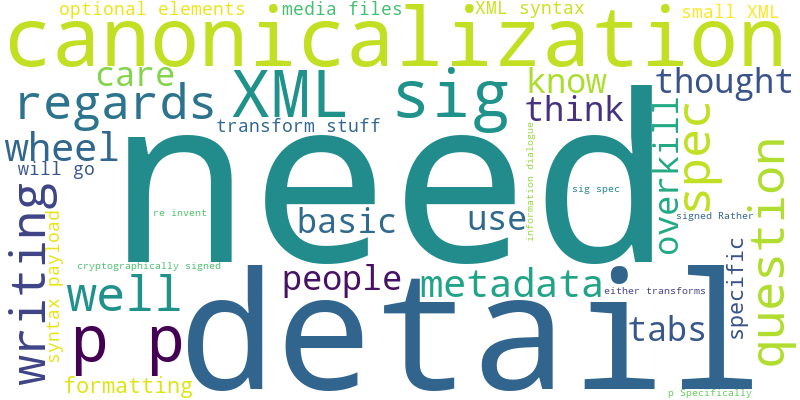 optional elements
media files
XML syntax
small XML
canonicalization
care
regards
XML
sig
know
thought
think
transform stuff
wheel
will go
need
overkill
spec
question
information dialogue
sig spec
writing
syntax payload
re invent
basic
use
signed Rather
cryptographically signed
well
people
metadata
either transforms
specific
p p
detail
tabs
formatting
p Specifically